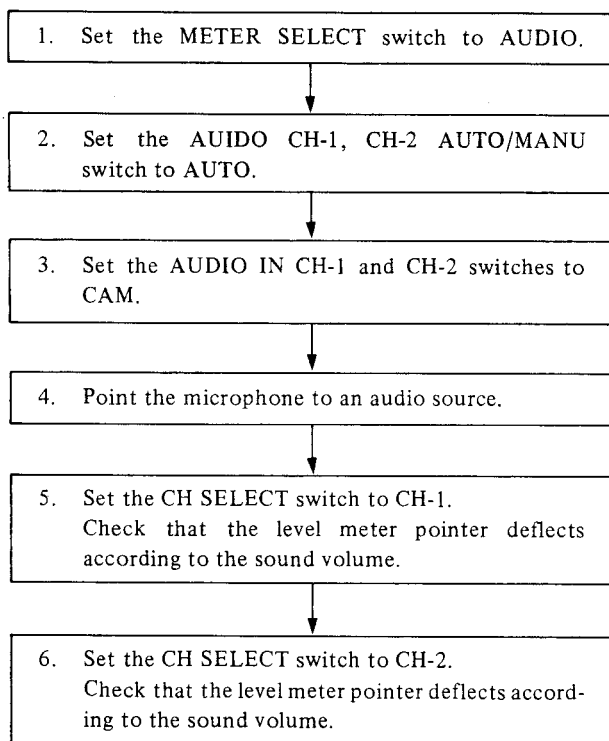 1. Set the METER SELECT switch to AUDIO.
2. Set the AUIDO CH-1, CH-2 AUTO/MANU
switch to AUTO.
3. Set the AUDIO IN CH-1 and CH-2 switches to
CAM.
4. Point the microphone to an audio source.
5. Set the CH SELECT switch to CH-1.
Check that the level meter pointer deflects
according to the sound volume.
6. Set the CH SELECT switch to CH-2.
Check that the level meter pointer deflects accord-
ing to the sound volume.